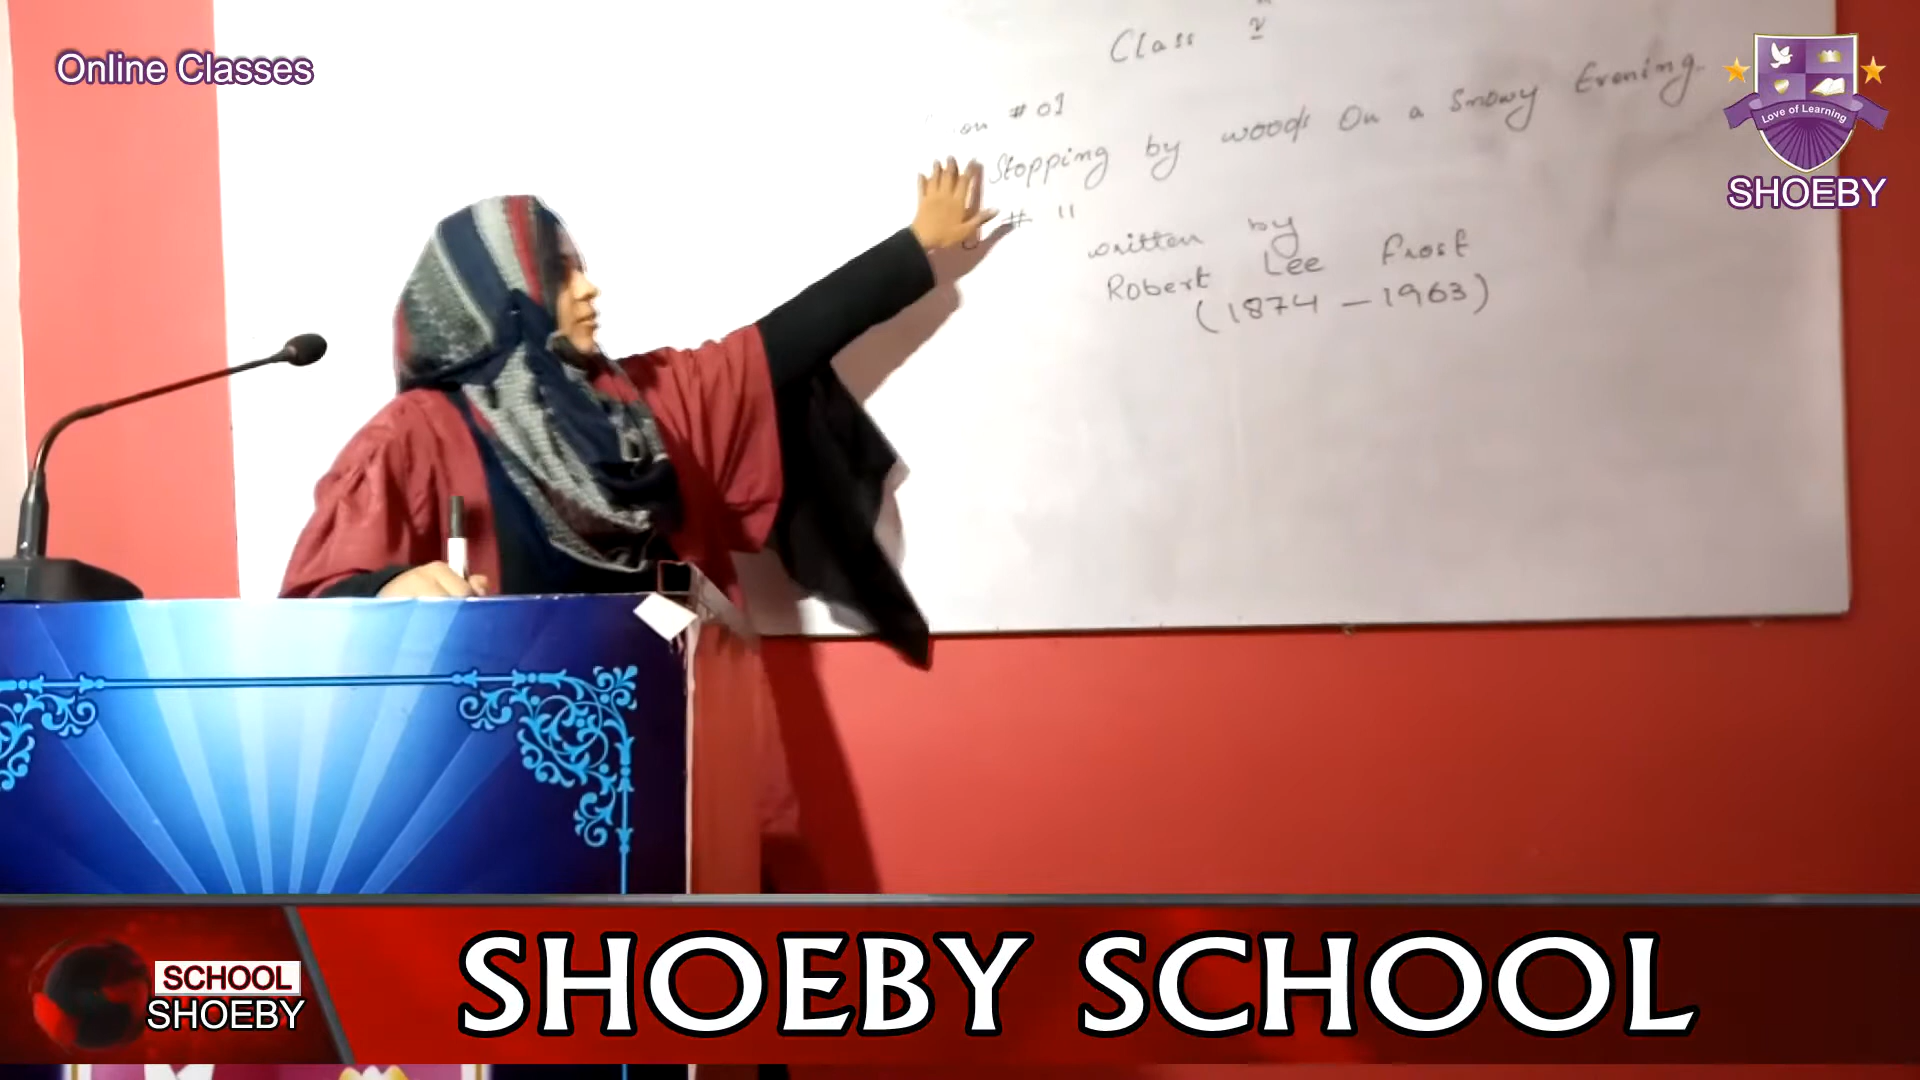 Online Classes
Class
# 01
Stopping by woods On a Snowy Evening.
# 11
written by
Robert Lee Frost
(1874 – 1963)
Love of Learning
SHOEBY
SCHOOL
SHOEBY
SHOEBY SCHOOL